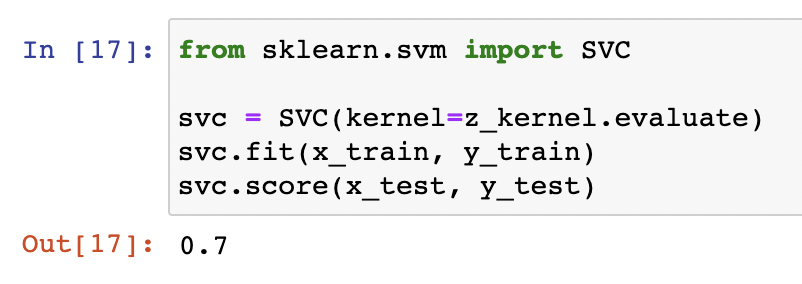 In [17]: from sklearn.svm import SVC
svc = SVC(kernel=z_kernel.evaluate)
svc.fit(x_train, y_train)
svc.score(x_test, y_test)
Out[17]: 0.7